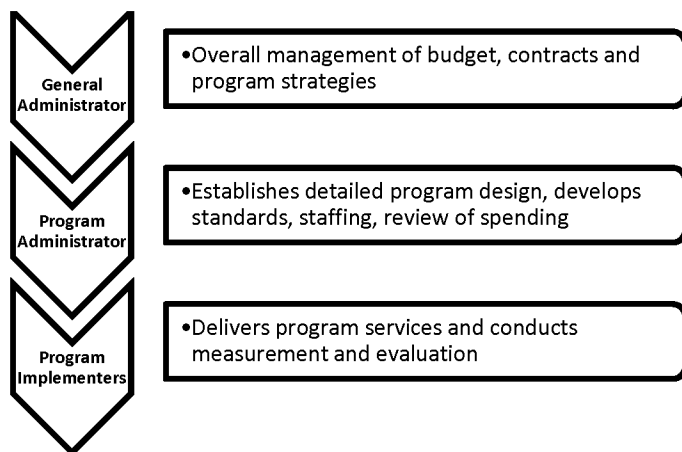 General
Administrator
•Overall management of budget, contracts and
program strategies
Program
Administrator
•Establishes detailed program design, develops
standards, staffing, review of spending
Program
Implementers
•Delivers program services and conducts
measurement and evaluation